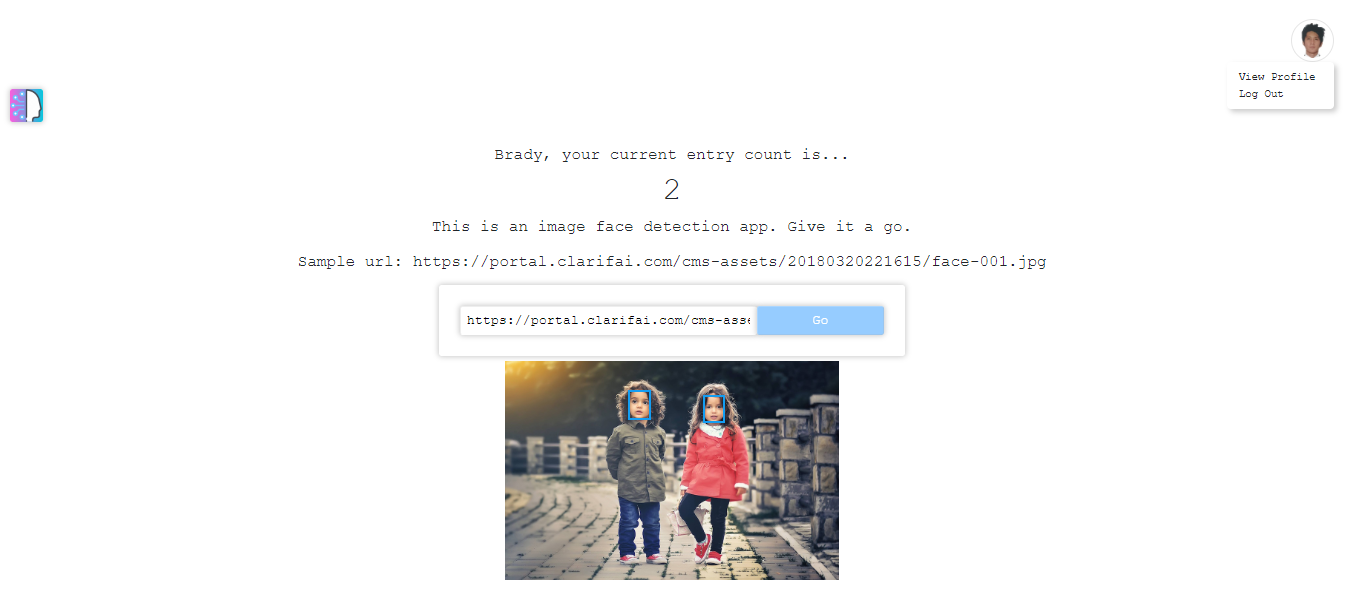 View Profile
Log Out
Brady, your current entry count is...
2
This is an image face detection app. Give it a go.
Sample url: https://portal.clarifai.com/cms-assets/20180320221615/face-001.jpg
https://portal.clarifai.com/cms-asse
Go